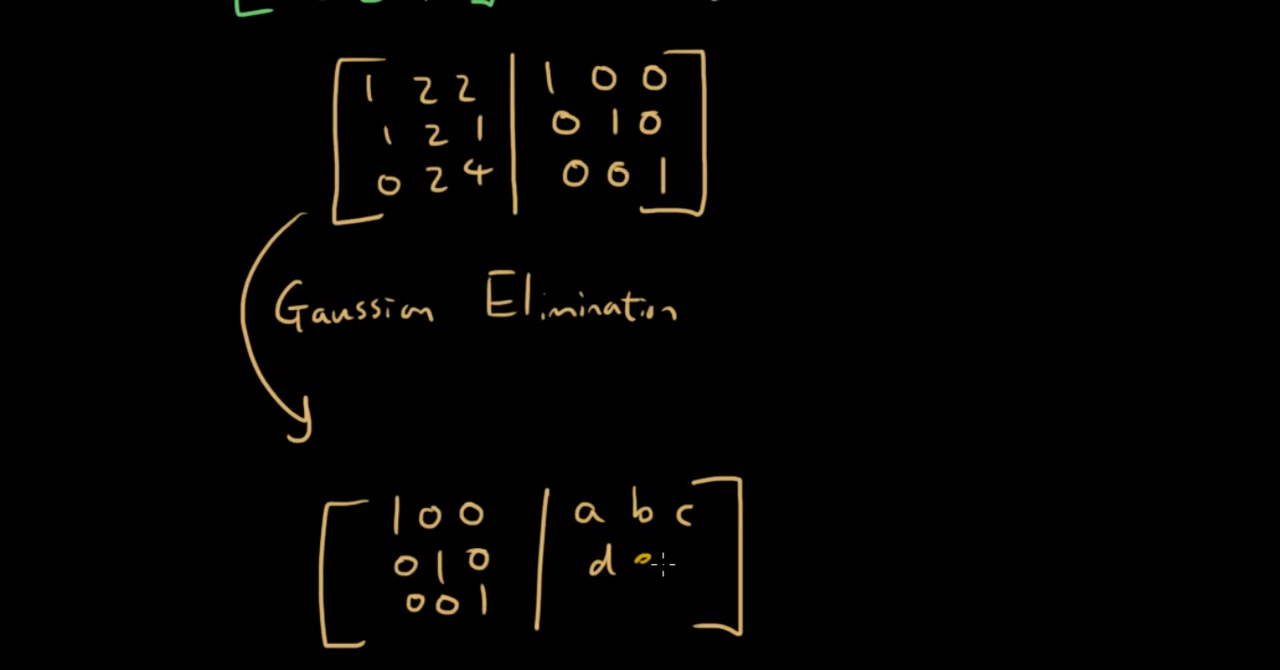 1 2 2 | 1 0 0
1 2 1 | 0 1 0
0 2 4 | 0 0 1
Gaussian Elimination
1 0 0 | a b c
0 1 0 | d
0 0 1 |